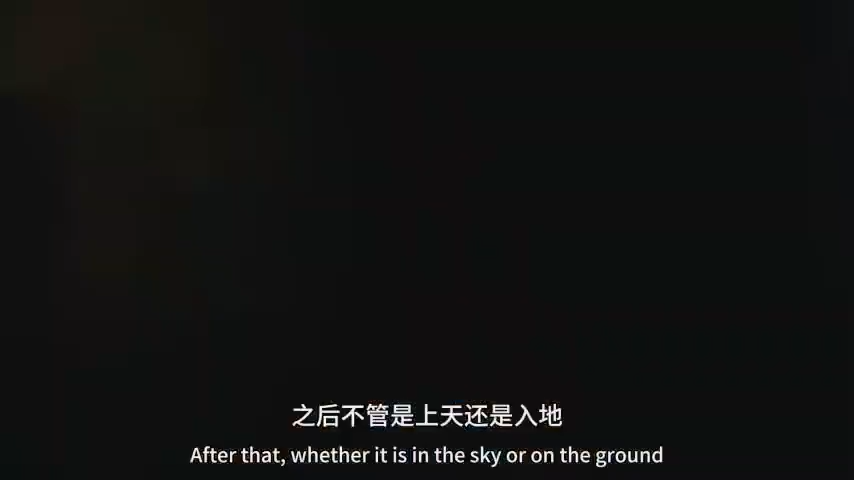 之后不管是上天还是入地
After that, whether it is in the sky or on the ground